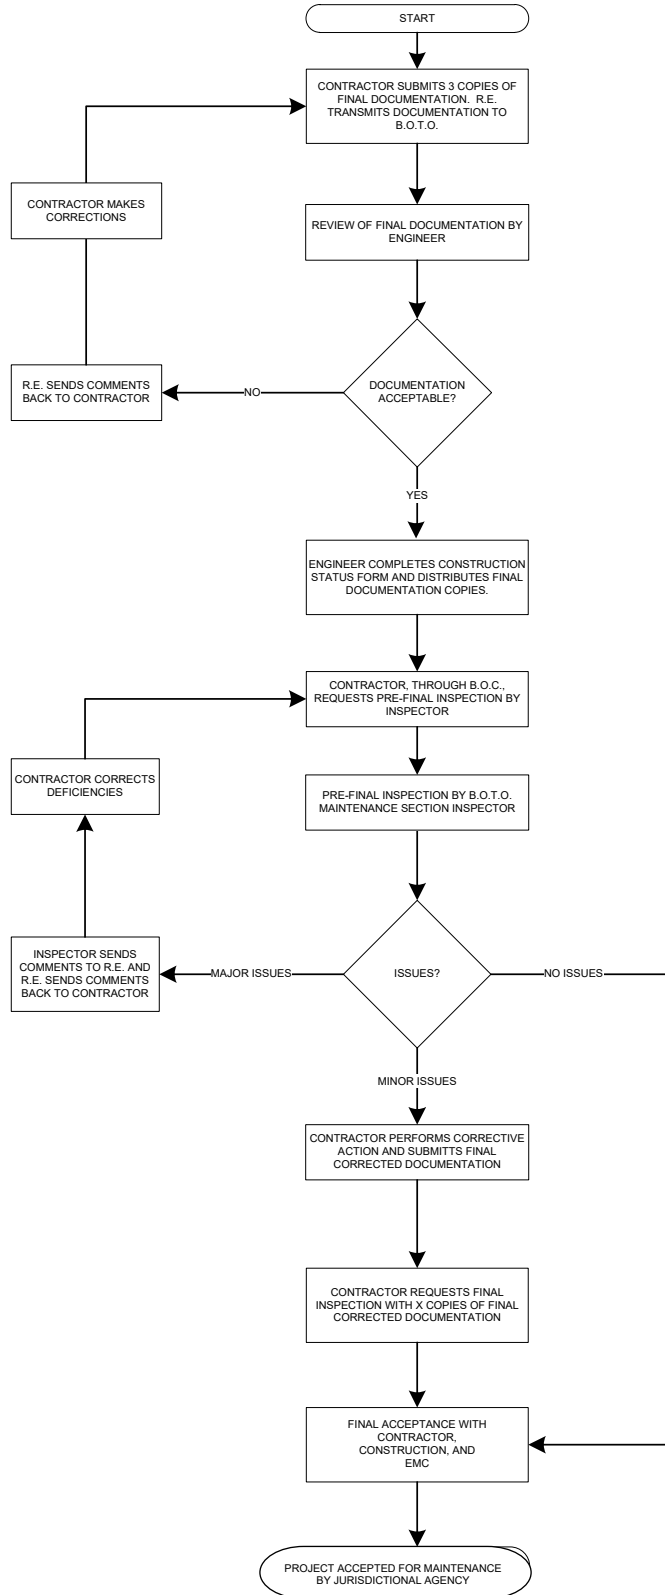 START
CONTRACTOR SUBMITS 3 COPIES OF
FINAL DOCUMENTATION. R.E.
TRANSMITS DOCUMENTATION TO
B.O.T.O.
CONTRACTOR MAKES
CORRECTIONS
REVIEW OF FINAL DOCUMENTATION BY
ENGINEER
R.E. SENDS COMMENTS
BACK TO CONTRACTOR
NO
DOCUMENTATION
ACCEPTABLE?
YES
ENGINEER COMPLETES CONSTRUCTION
STATUS FORM AND DISTRIBUTES FINAL
DOCUMENTATION COPIES.
CONTRACTOR, THROUGH B.O.C.,
REQUESTS PRE-FINAL INSPECTION BY
INSPECTOR
CONTRACTOR CORRECTS
DEFICIENCIES
PRE-FINAL INSPECTION BY B.O.T.O.
MAINTENANCE SECTION INSPECTOR
INSPECTOR SENDS
COMMENTS TO R.E. AND
R.E. SENDS COMMENTS
BACK TO CONTRACTOR
MAJOR ISSUES
ISSUES?
NO ISSUES
MINOR ISSUES
CONTRACTOR PERFORMS CORRECTIVE
ACTION AND SUBMITTS FINAL
CORRECTED DOCUMENTATION
CONTRACTOR REQUESTS FINAL
INSPECTION WITH X COPIES OF FINAL
CORRECTED DOCUMENTATION
FINAL ACCEPTANCE WITH
CONTRACTOR,
CONSTRUCTION, AND
EMC
PROJECT ACCEPTED FOR MAINTENANCE
BY JURISDICTIONAL AGENCY